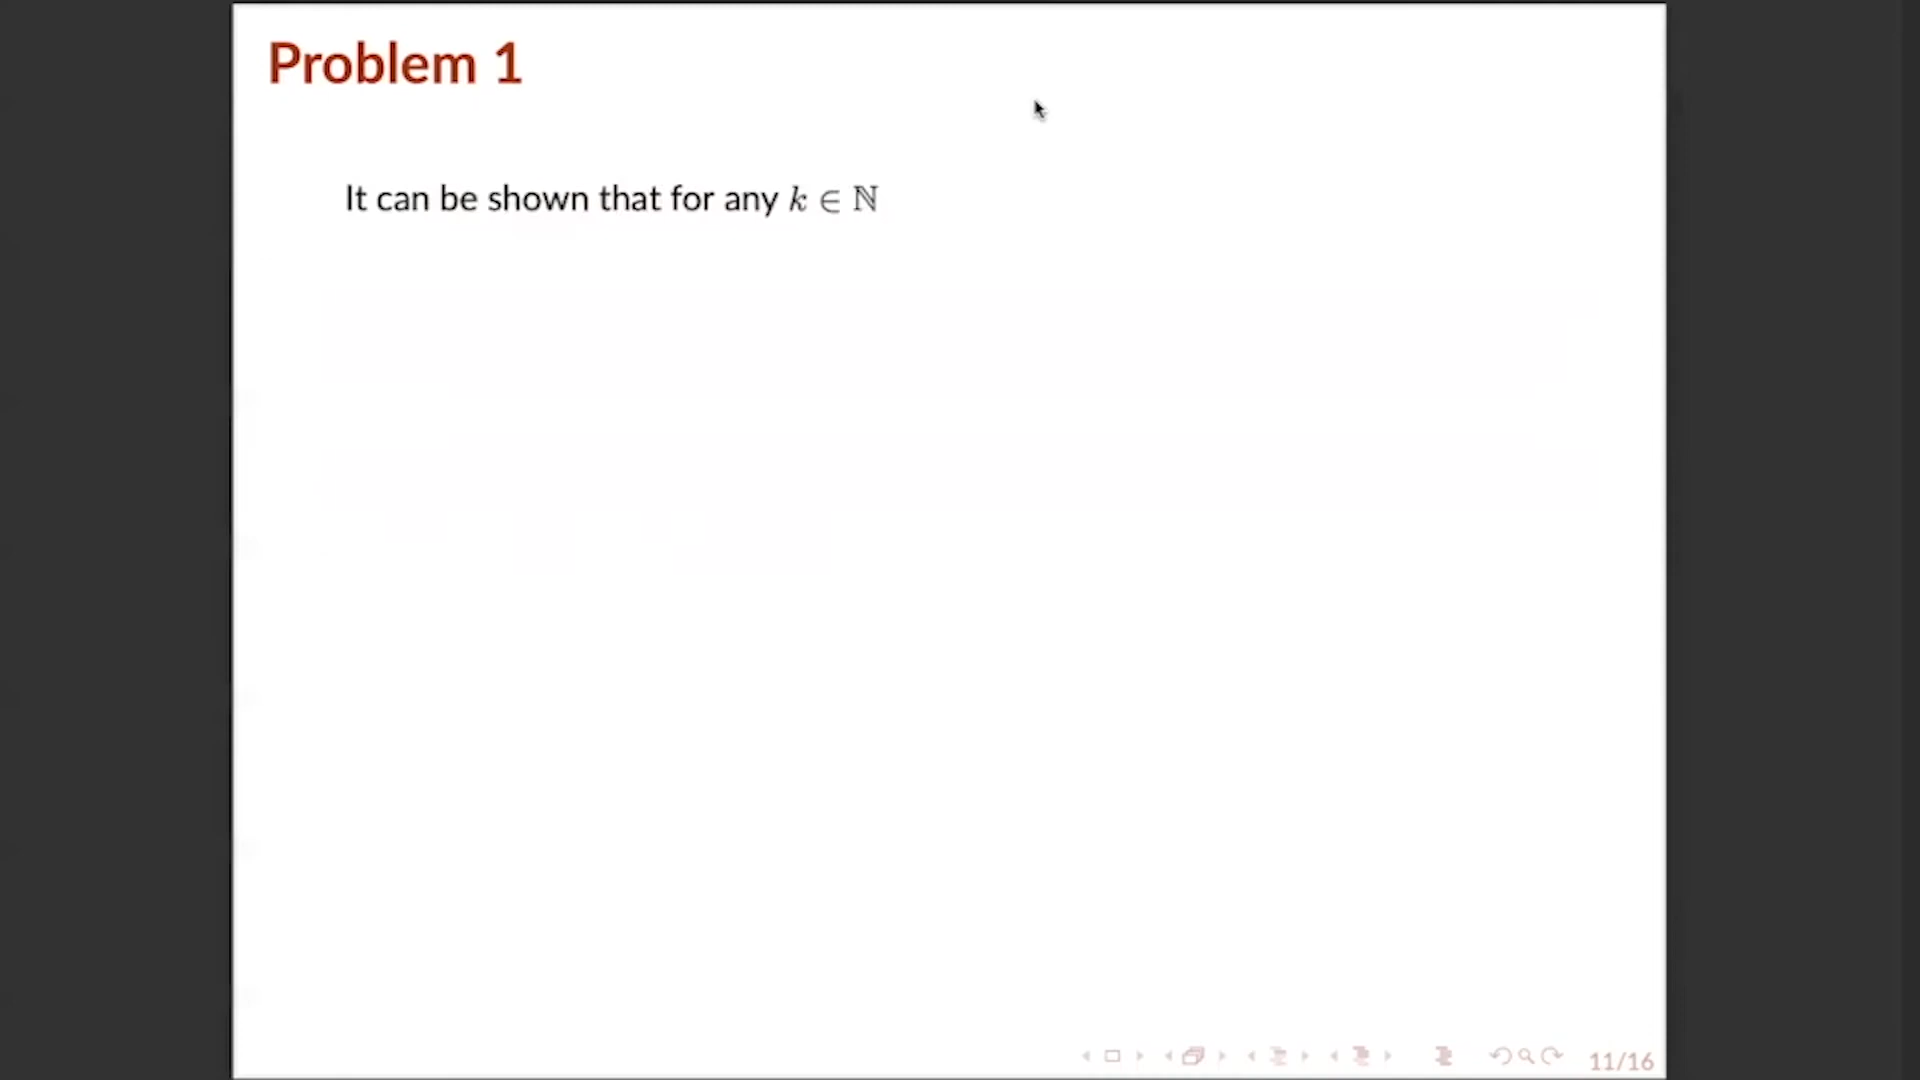 Problem 1
It can be shown that for any k ∈ ℕ
11/16